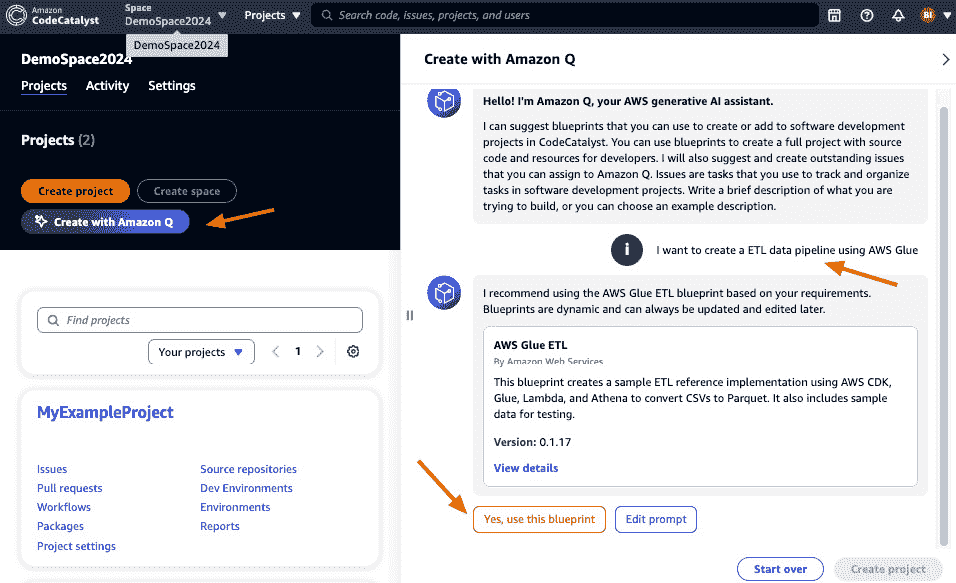 Amazon
CodeCatalyst
Space
DemoSpace2024
Projects
Search code, issues, projects, and users
BI
DemoSpace2024
DemoSpace2024
Projects
Activity
Settings
Projects (2)
Create project
Create space
Create with Amazon Q
Find projects
Your projects
1
MyExampleProject
Issues
Source repositories
Pull requests
Dev Environments
Workflows
Environments
Packages
Reports
Project settings
Create with Amazon Q
Hello! I'm Amazon Q, your AWS generative AI assistant.
I can suggest blueprints that you can use to create or add to software development
projects in CodeCatalyst. You can use blueprints to create a full project with source
code and resources for developers. I will also suggest and create outstanding issues
that you can assign to Amazon Q. Issues are tasks that you use to track and organize
tasks in software development projects. Write a brief description of what you are
trying to build, or you can choose an example description.
I want to create a ETL data pipeline using AWS Glue
I recommend using the AWS Glue ETL blueprint based on your requirements.
Blueprints are dynamic and can always be updated and edited later.
AWS Glue ETL
By Amazon Web Services
This blueprint creates a sample ETL reference implementation using AWS CDK,
Glue, Lambda, and Athena to convert CSVs to Parquet. It also includes sample
data for testing.
Version: 0.1.17
View details
Yes, use this blueprint
Edit prompt
Start over
Create project